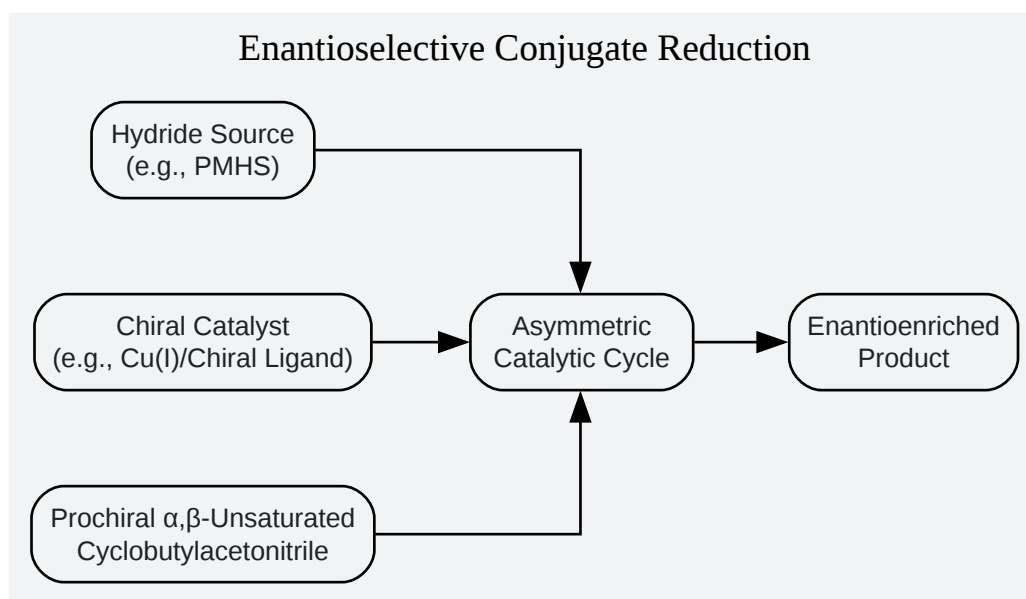 Enantioselective Conjugate Reduction
Hydride Source
(e.g., PMHS)
Chiral Catalyst
(e.g., Cu(I)/Chiral Ligand)
Asymmetric
Catalytic Cycle
Enantioenriched
Product
Prochiral α,β-Unsaturated
Cyclobutylacetonitrile